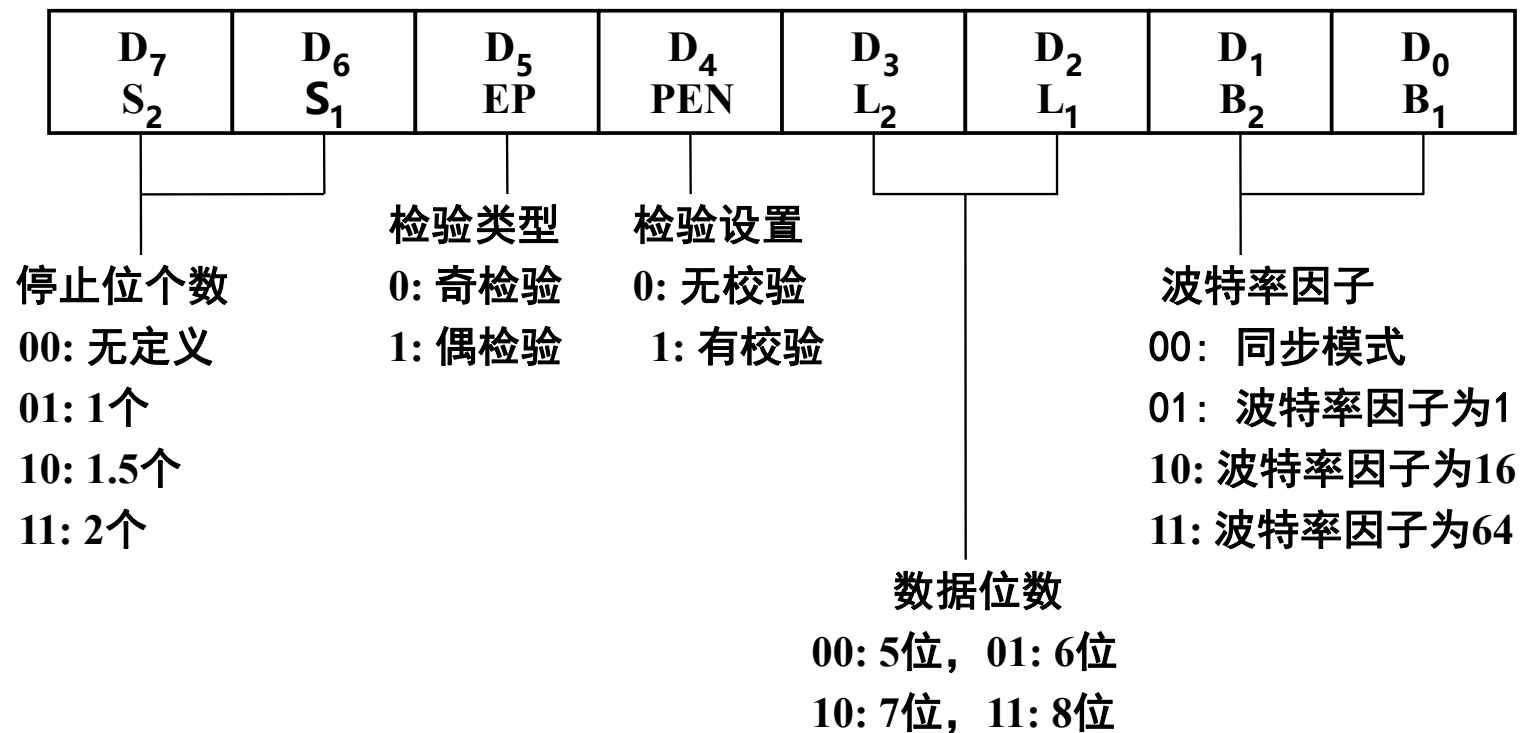 D7 D6 D5 D4 D3 D2 D1 D0
S2 S1 EP PEN L2 L1 B2 B1
停止位个数
00: 无定义
01: 1个
10: 1.5个
11: 2个
检验类型
0: 奇检验
1: 偶检验
检验设置
0: 无校验
1: 有校验
数据位数
00: 5位，01: 6位
10: 7位，11: 8位
波特率因子
00: 同步模式
01: 波特率因子为1
10: 波特率因子为16
11: 波特率因子为64